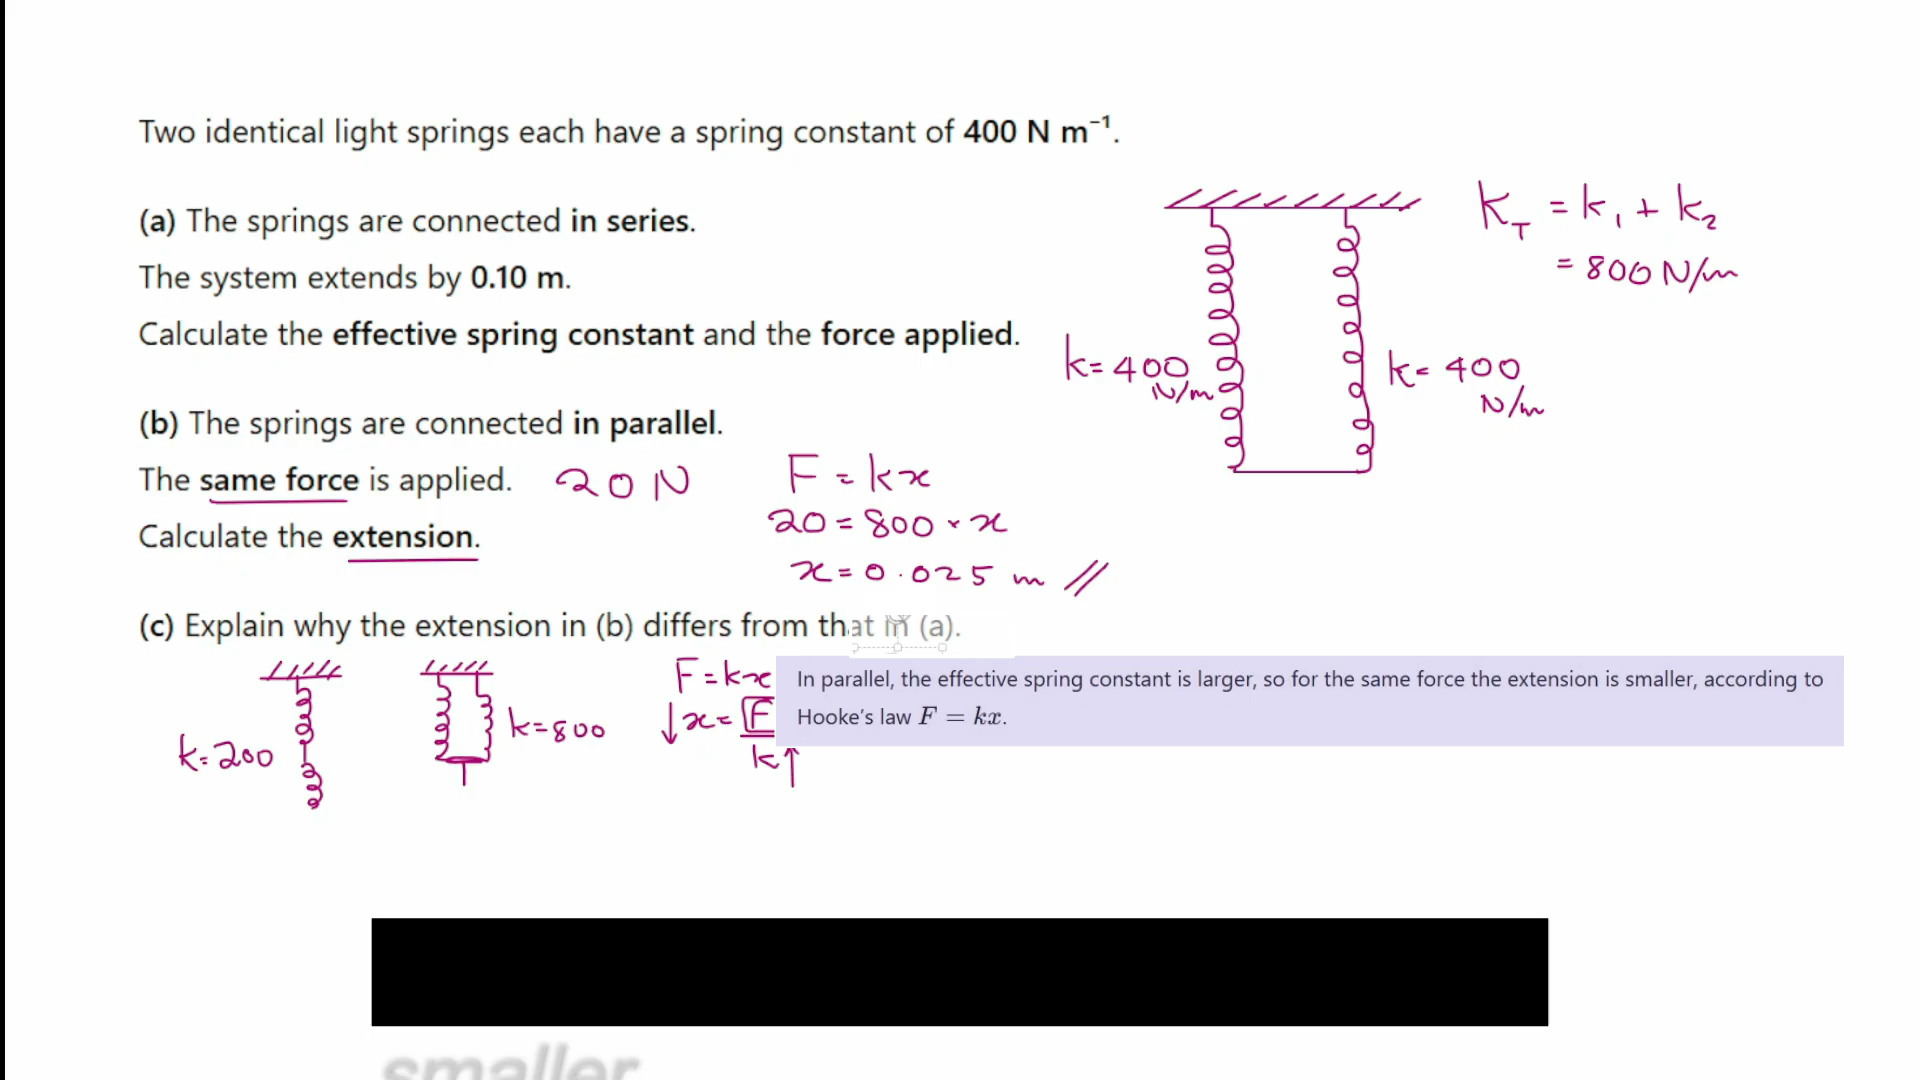 Two identical light springs each have a spring constant of 400 N m⁻¹.
(a) The springs are connected in series.
The system extends by 0.10 m.
Calculate the effective spring constant and the force applied.
K_T = k₁ + k₂
= 800 N/m
k = 400 N/m
k = 400 N/m
(b) The springs are connected in parallel.
The same force is applied. 20 N
Calculate the extension.
F = kx
20 = 800 × x
x = 0.025 m //
(c) Explain why the extension in (b) differs from that in (a).
k = 200
k = 800
F = kx
↓ x = F
k ↑
In parallel, the effective spring constant is larger, so for the same force the extension is smaller, according to
Hooke's law F = kx.
smaller